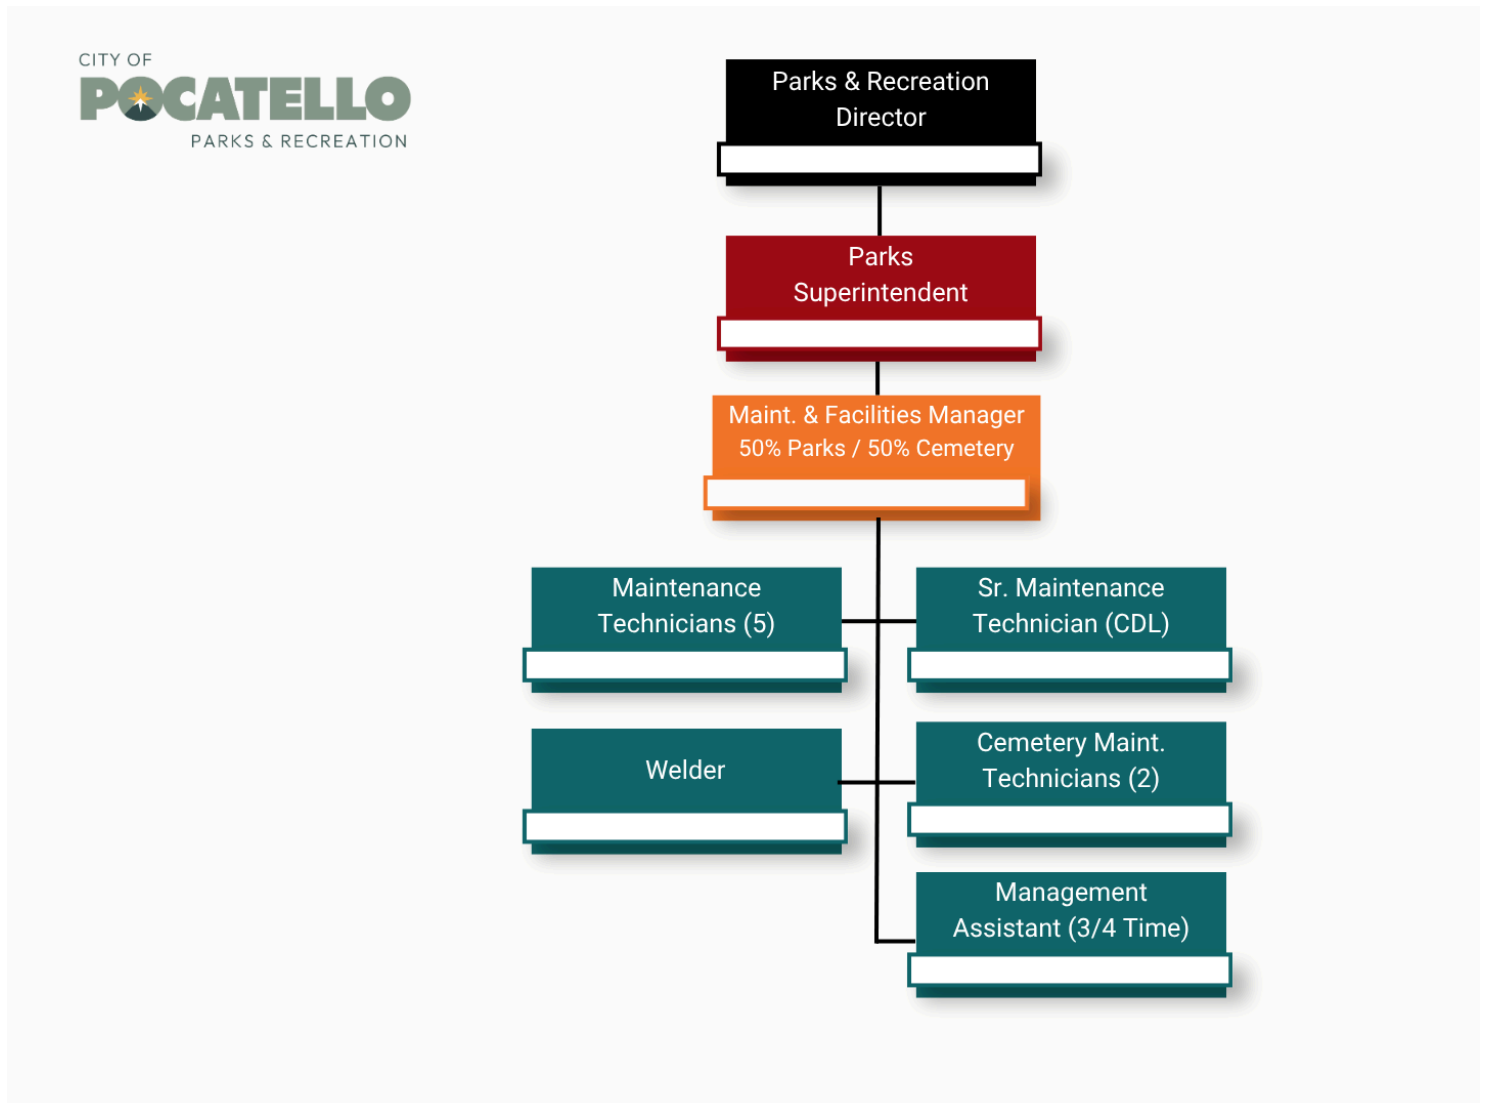 CITY OF
POCATELLO
PARKS & RECREATION
Parks & Recreation
Director
Parks
Superintendent
Maint. & Facilities Manager
50% Parks / 50% Cemetery
Maintenance
Technicians (5)
Sr. Maintenance
Technician (CDL)
Welder
Cemetery Maint.
Technicians (2)
Management
Assistant (3/4 Time)